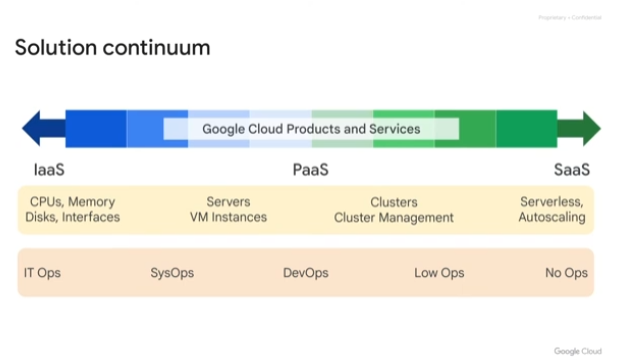 Proprietary + Confidential
Solution continuum
Google Cloud Products and Services
IaaS PaaS SaaS
CPUs, Memory Servers Clusters Serverless,
Disks, Interfaces VM Instances Cluster Management Autoscaling
IT Ops SysOps DevOps Low Ops No Ops
Google Cloud